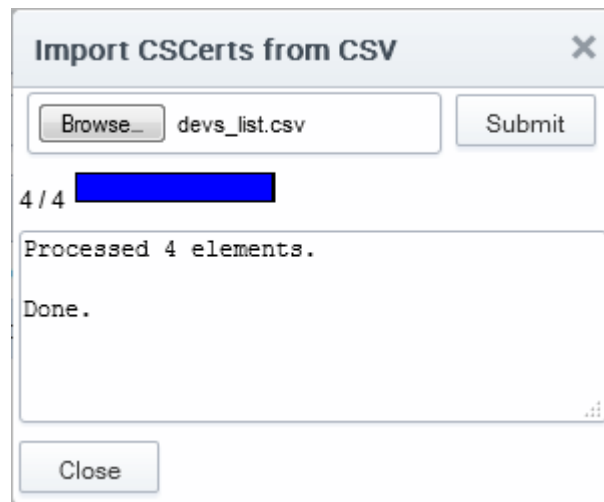 Import CSCerts from CSV
Browse... devs_list.csv Submit
4 / 4
Processed 4 elements.
Done.
Close